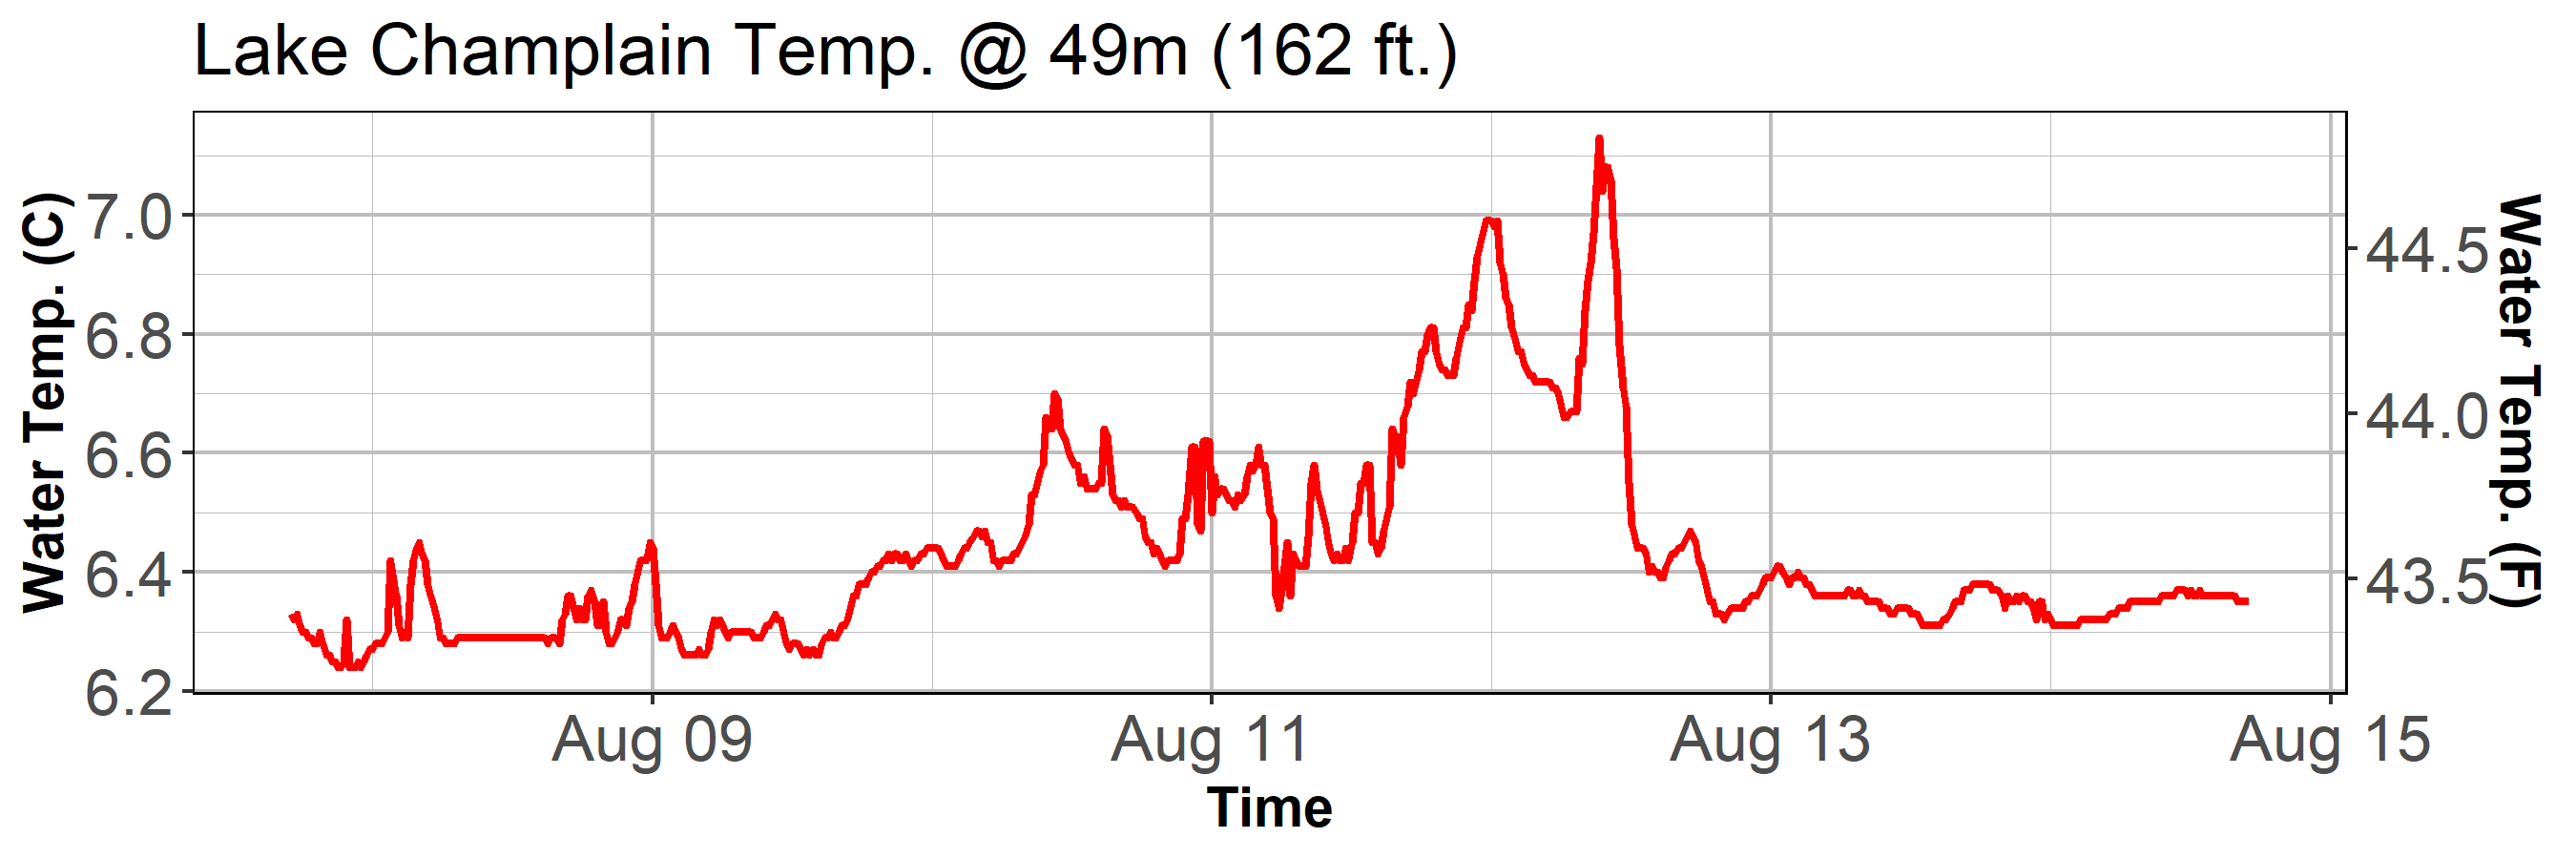 Lake Champlain Temp. @ 49m (162 ft.)
Water Temp. (C)
7.0
6.8
6.6
6.4
6.2
44.5
44.0
43.5
Water Temp. (F)
Aug 09 Aug 11 Aug 13 Aug 15
Time